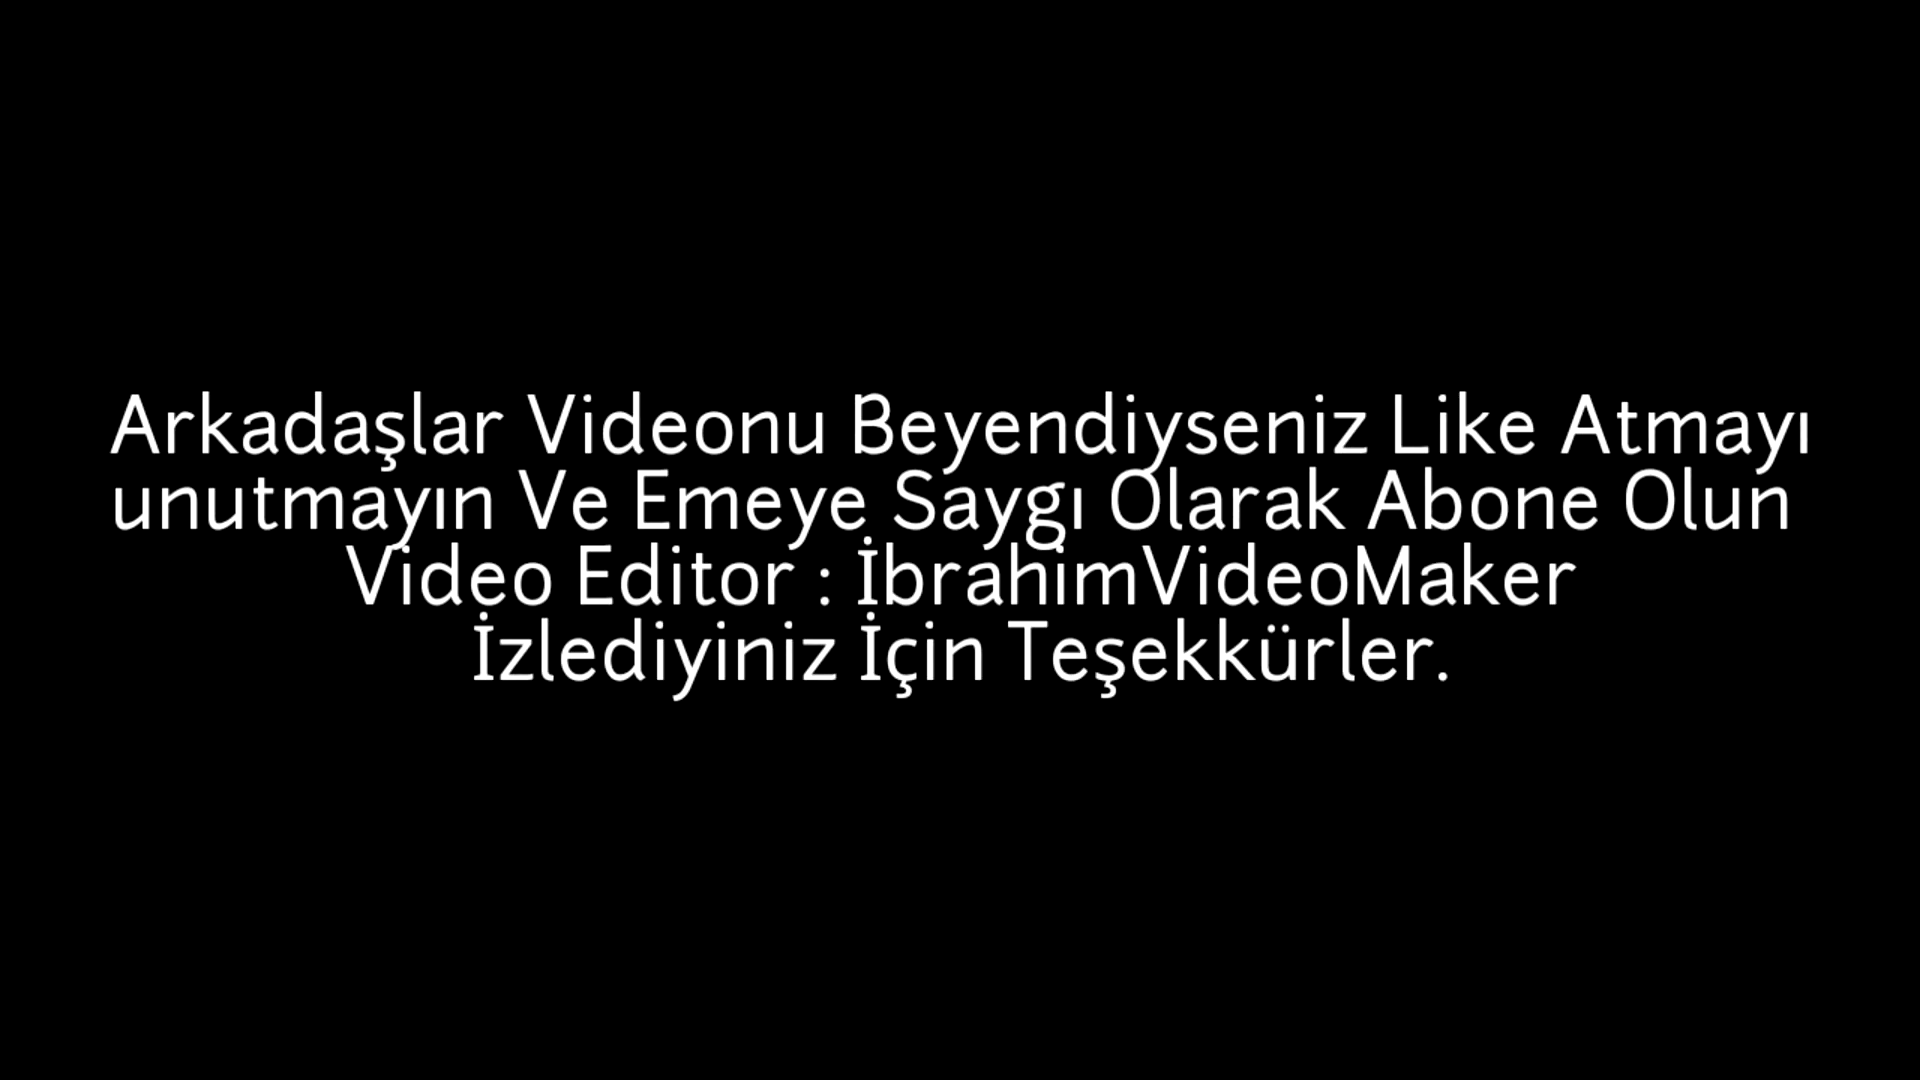 Arkadaşlar Videonu Beyendiyseniz Like Atmayı
unutmayın Ve Emeye Saygı Olarak Abone Olun
Video Editor : İbrahimVideoMaker
İzlediyiniz İçin Teşekkürler.